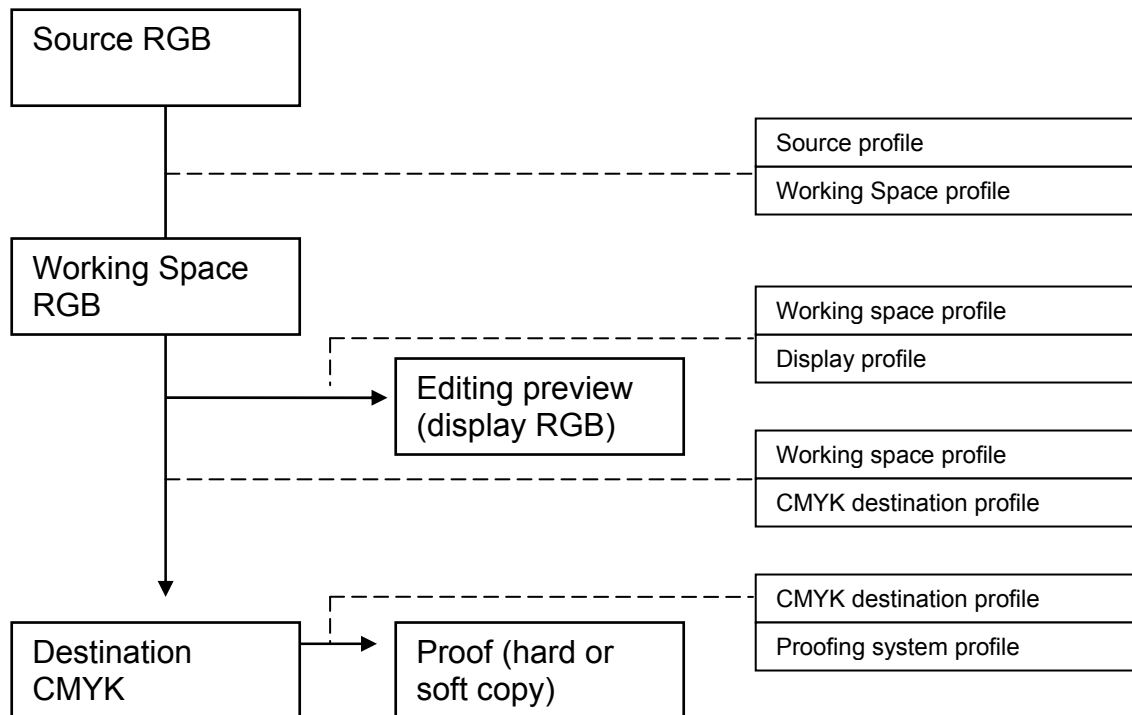 Source RGB
Source profile
Working Space profile
Working Space
RGB
Working space profile
Display profile
Editing preview
(display RGB)
Working space profile
CMYK destination profile
CMYK destination profile
Proofing system profile
Destination
CMYK
Proof (hard or
soft copy)